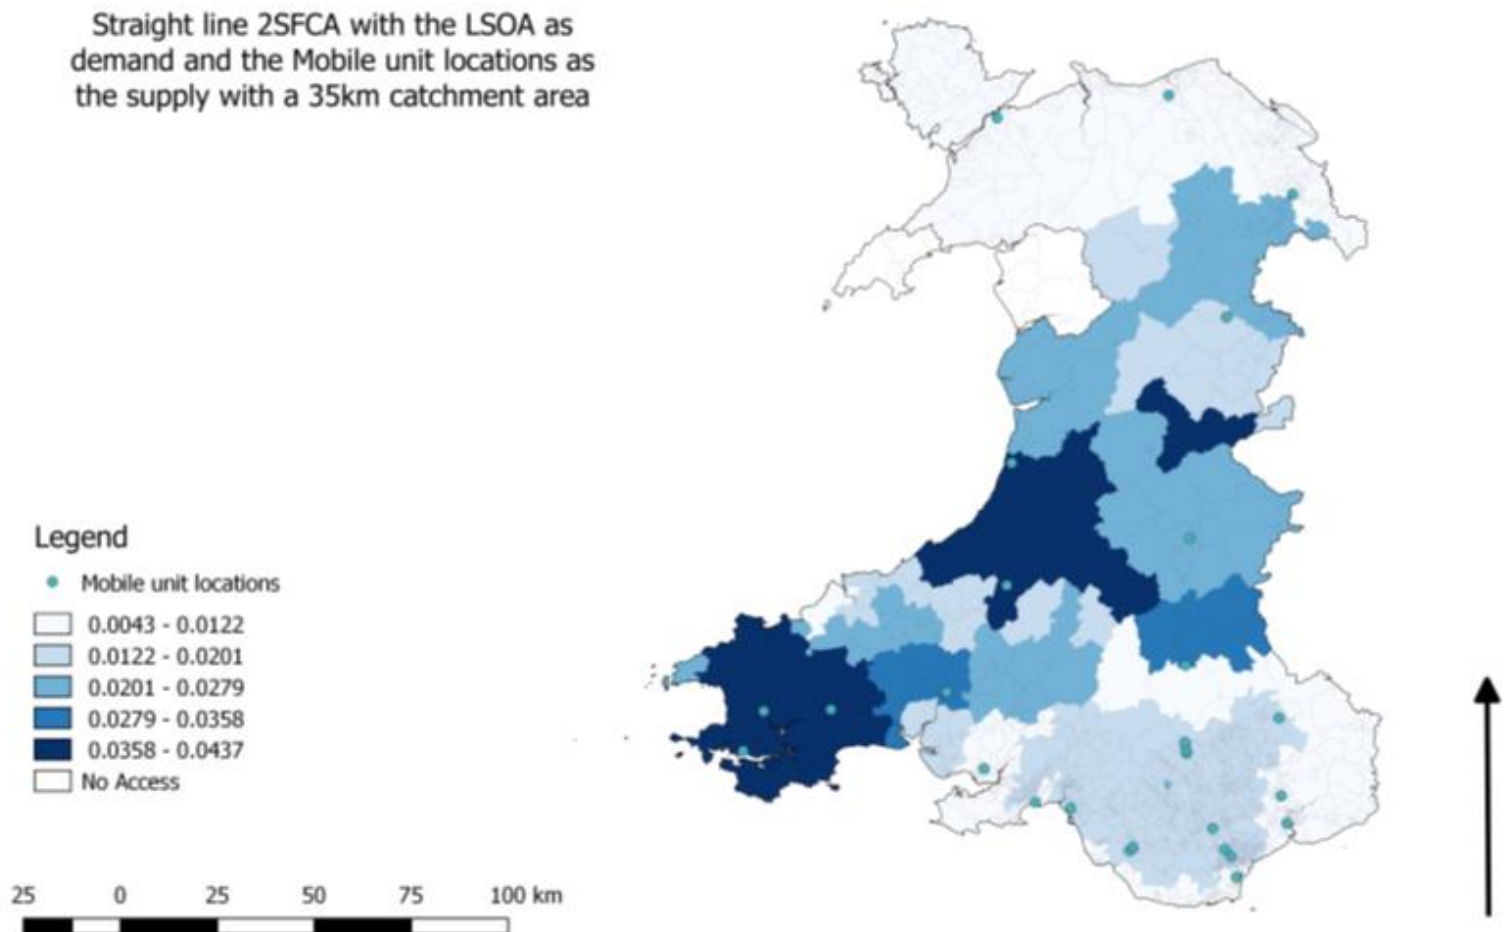 Straight line 2SFCA with the LSOA as
demand and the Mobile unit locations as
the supply with a 35km catchment area
Legend
Mobile unit locations
0.0043 - 0.0122
0.0122 - 0.0201
0.0201 - 0.0279
0.0279 - 0.0358
0.0358 - 0.0437
No Access
25 0 25 50 75 100 km